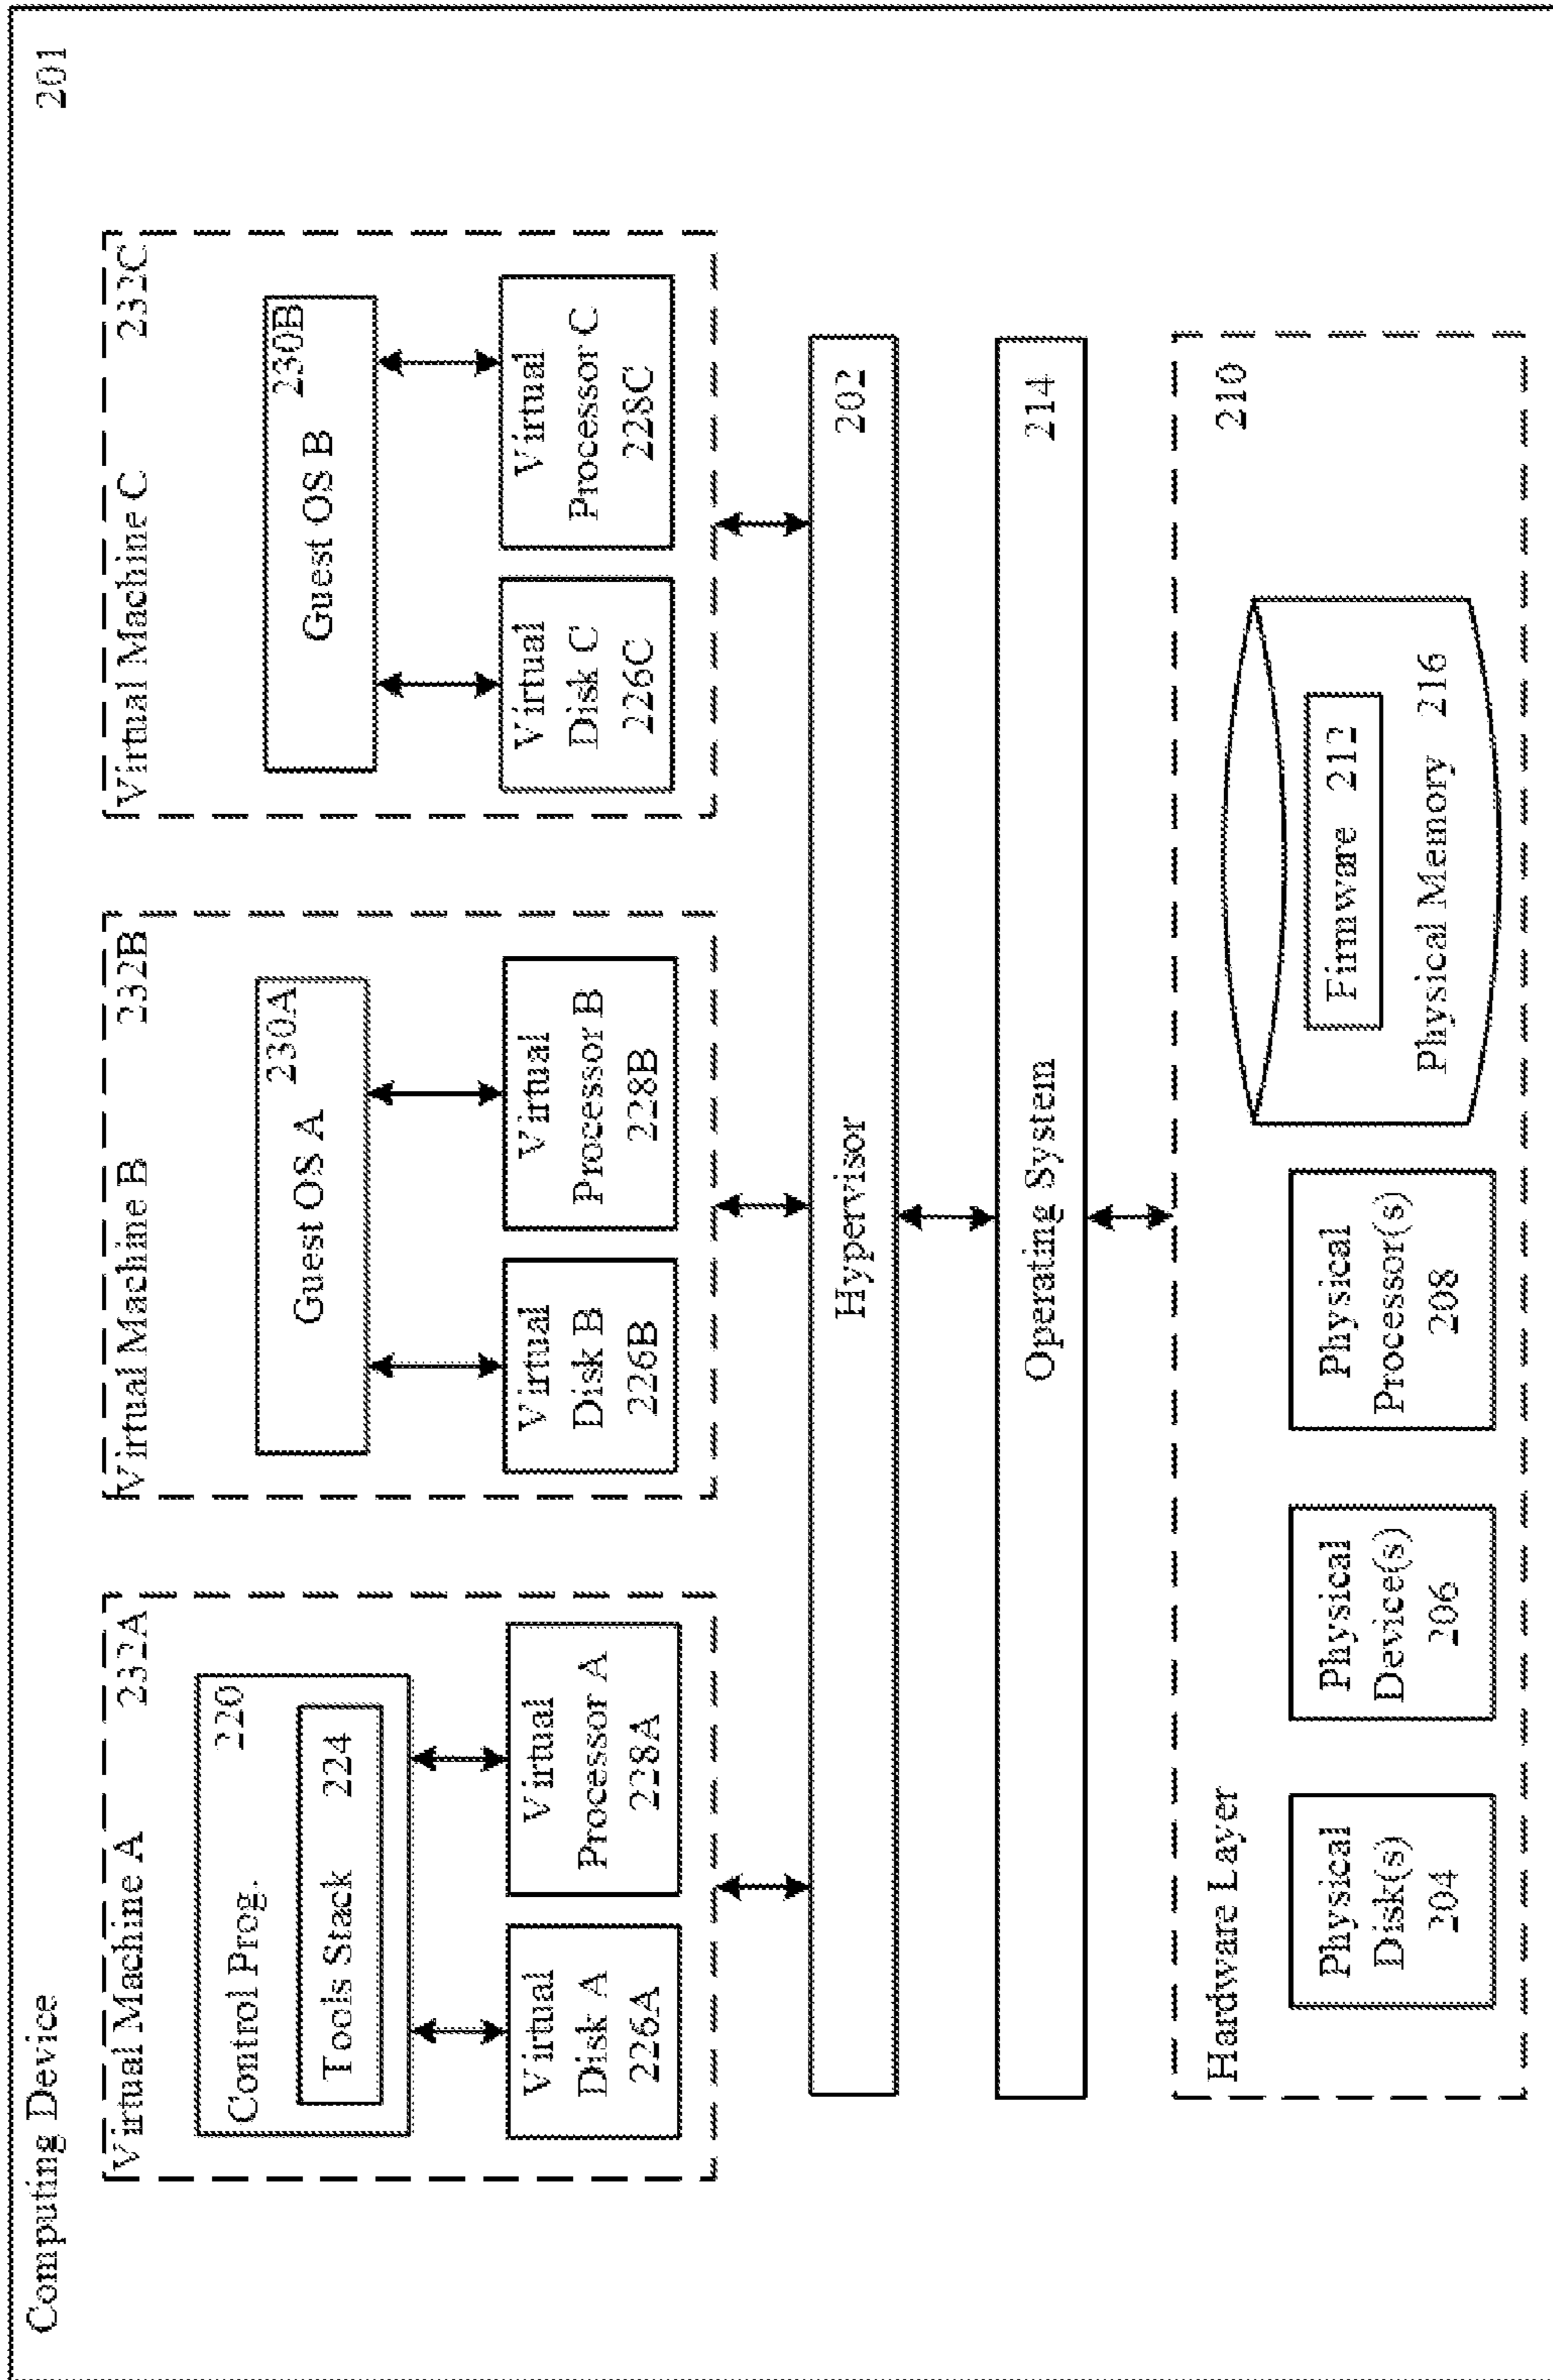 Computing Device
201
Virtual Machine A 232A
Control Prog. 220
Tools Stack 224
Virtual
Disk A
226A
Virtual
Processor A
228A
Virtual Machine B 232B
Guest OS A 230A
Virtual
Disk B
226B
Virtual
Processor B
228B
Virtual Machine C 232C
Guest OS B 230B
Virtual
Disk C
226C
Virtual
Processor C
228C
Hypervisor 202
Operating System 214
Hardware Layer 210
Physical
Disk(s)
204
Physical
Device(s)
206
Physical
Processor(s)
208
Firmware 212
Physical Memory 216